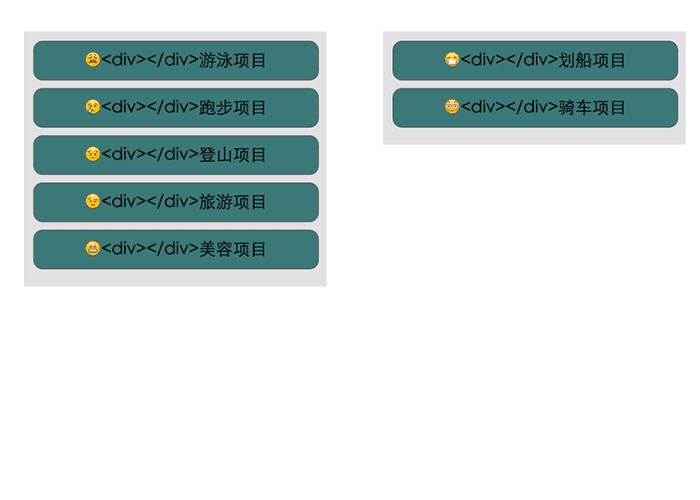 😩<div></div>游泳项目
😢<div></div>跑步项目
😟<div></div>登山项目
😏<div></div>旅游项目
😬<div></div>美容项目
😷<div></div>划船项目
😳<div></div>骑车项目